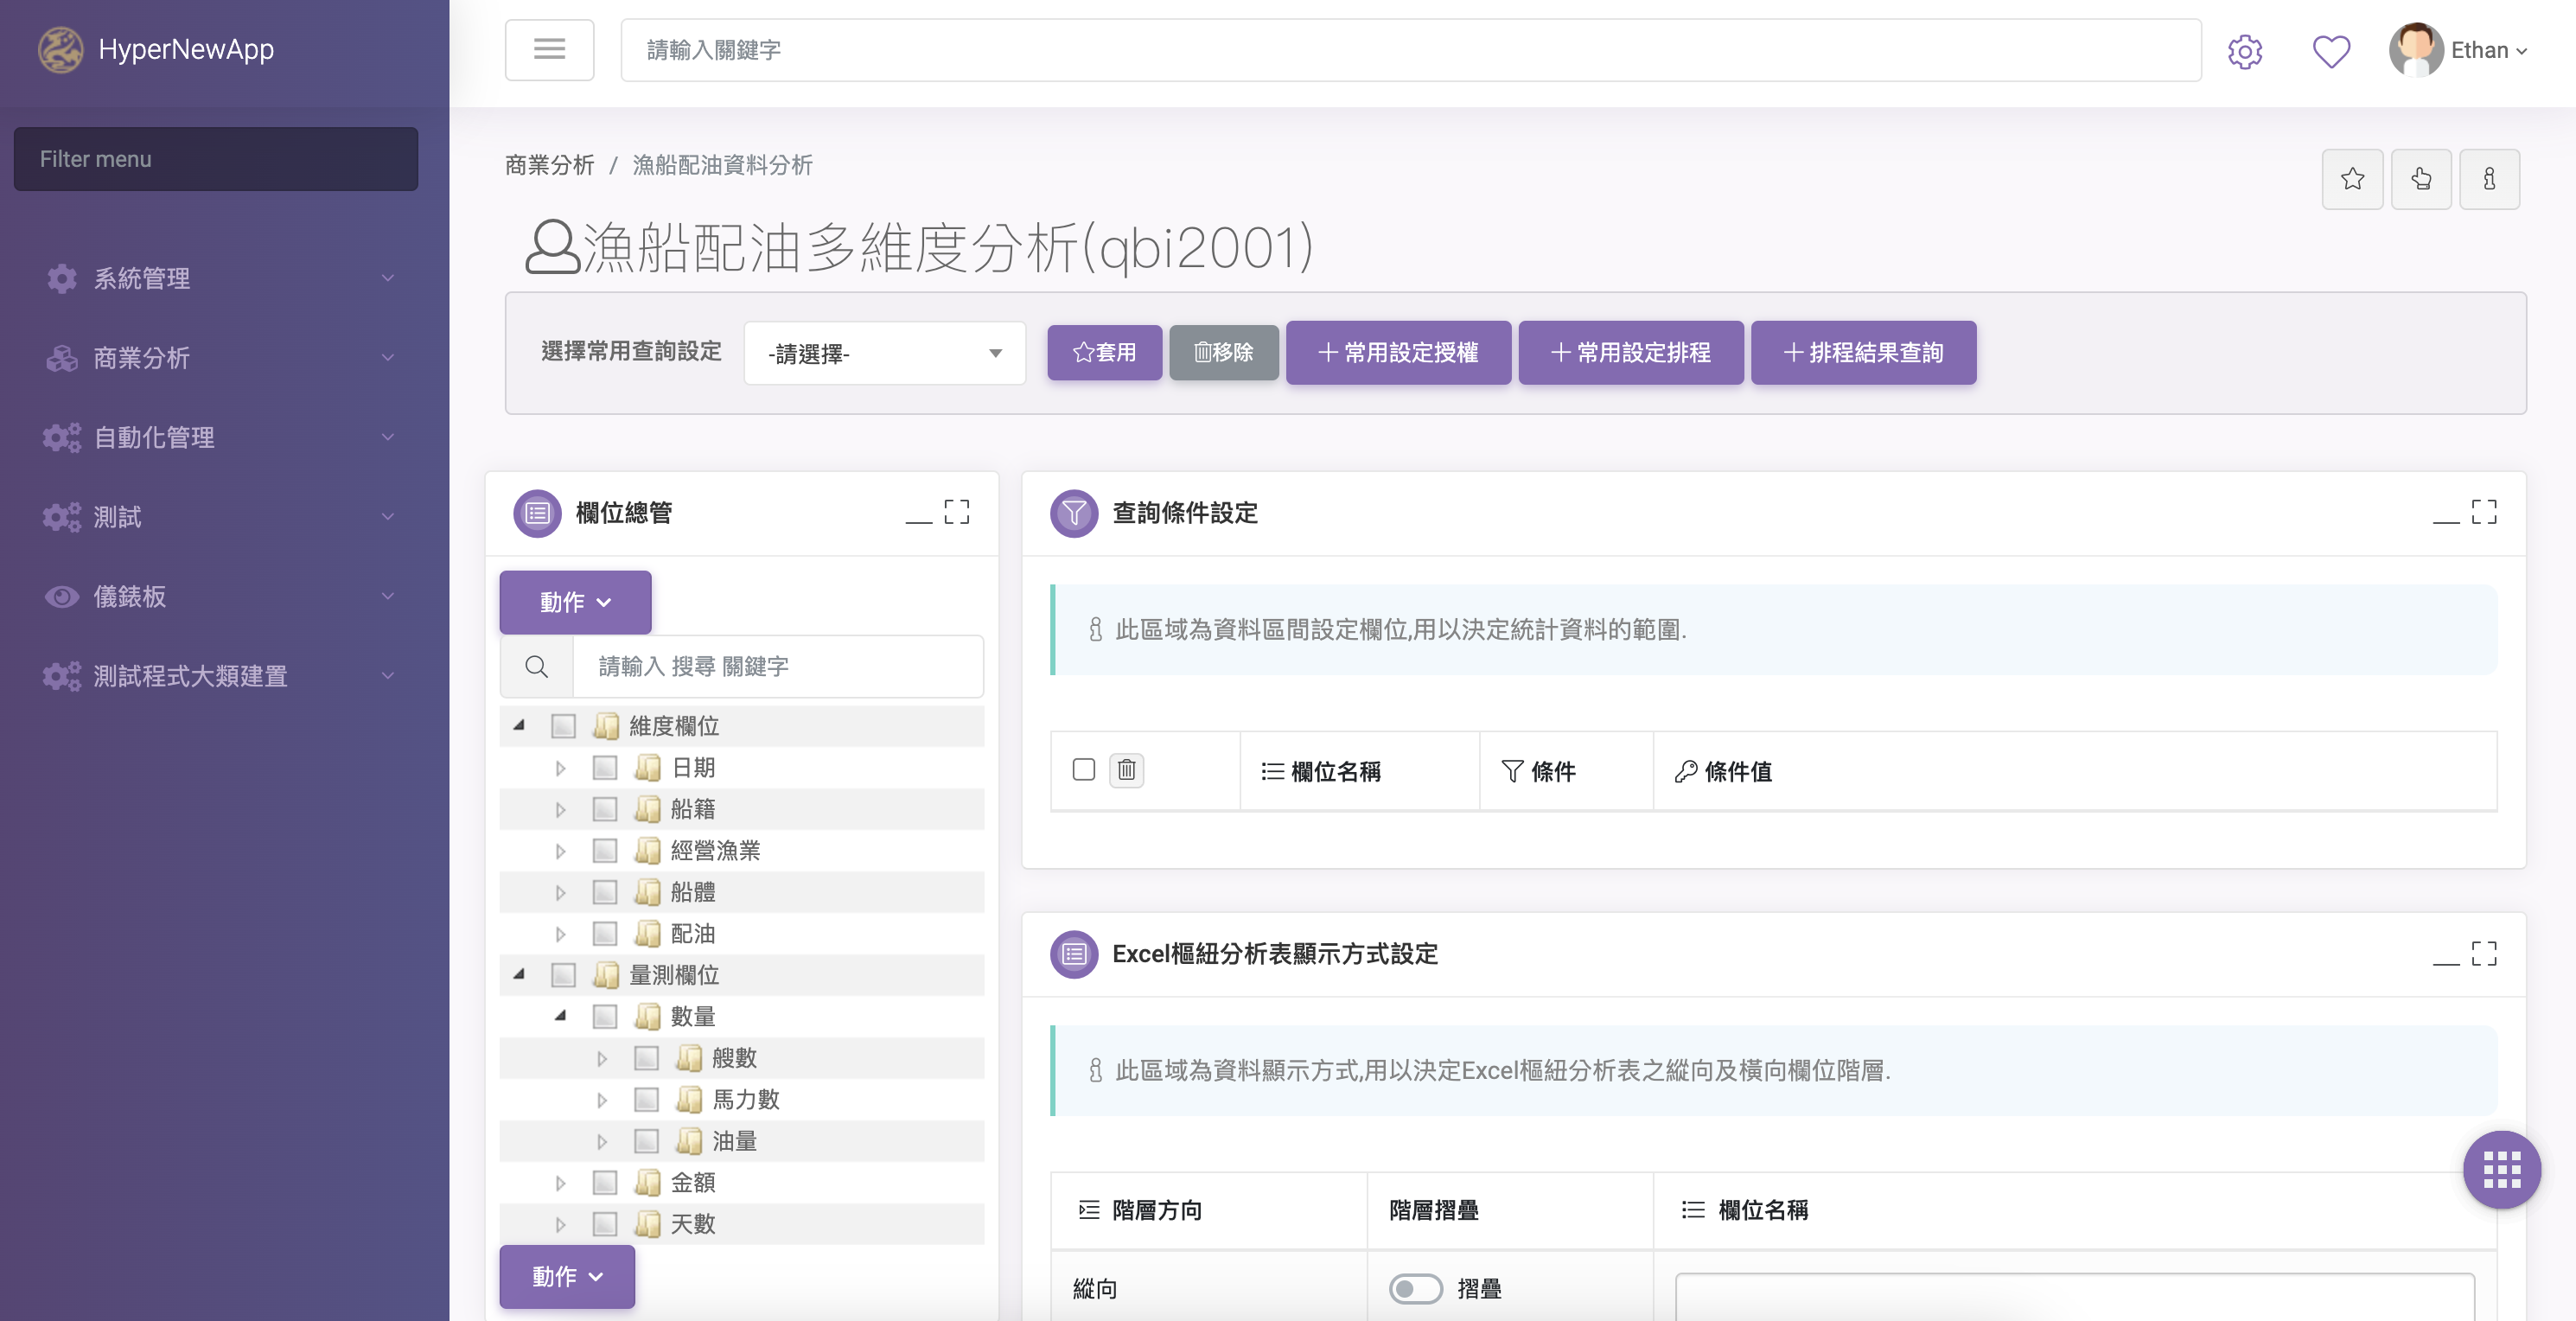 HyperNewApp
請輸入關鍵字
Ethan
Filter menu
系統管理
商業分析
自動化管理
測試
儀錶板
測試程式大類建置
商業分析 / 漁船配油資料分析
漁船配油多維度分析(qbi2001)
選擇常用查詢設定
-請選擇-
套用
移除
常用設定授權
常用設定排程
排程結果查詢
欄位總管
動作
請輸入 搜尋 關鍵字
維度欄位
日期
船籍
經營漁業
船體
配油
量測欄位
數量
艘數
馬力數
油量
金額
天數
動作
查詢條件設定
此區域為資料區間設定欄位,用以決定統計資料的範圍.
欄位名稱
條件
條件值
Excel樞紐分析表顯示方式設定
此區域為資料顯示方式,用以決定Excel樞紐分析表之縱向及橫向欄位階層.
階層方向
階層摺疊
欄位名稱
縱向
摺疊